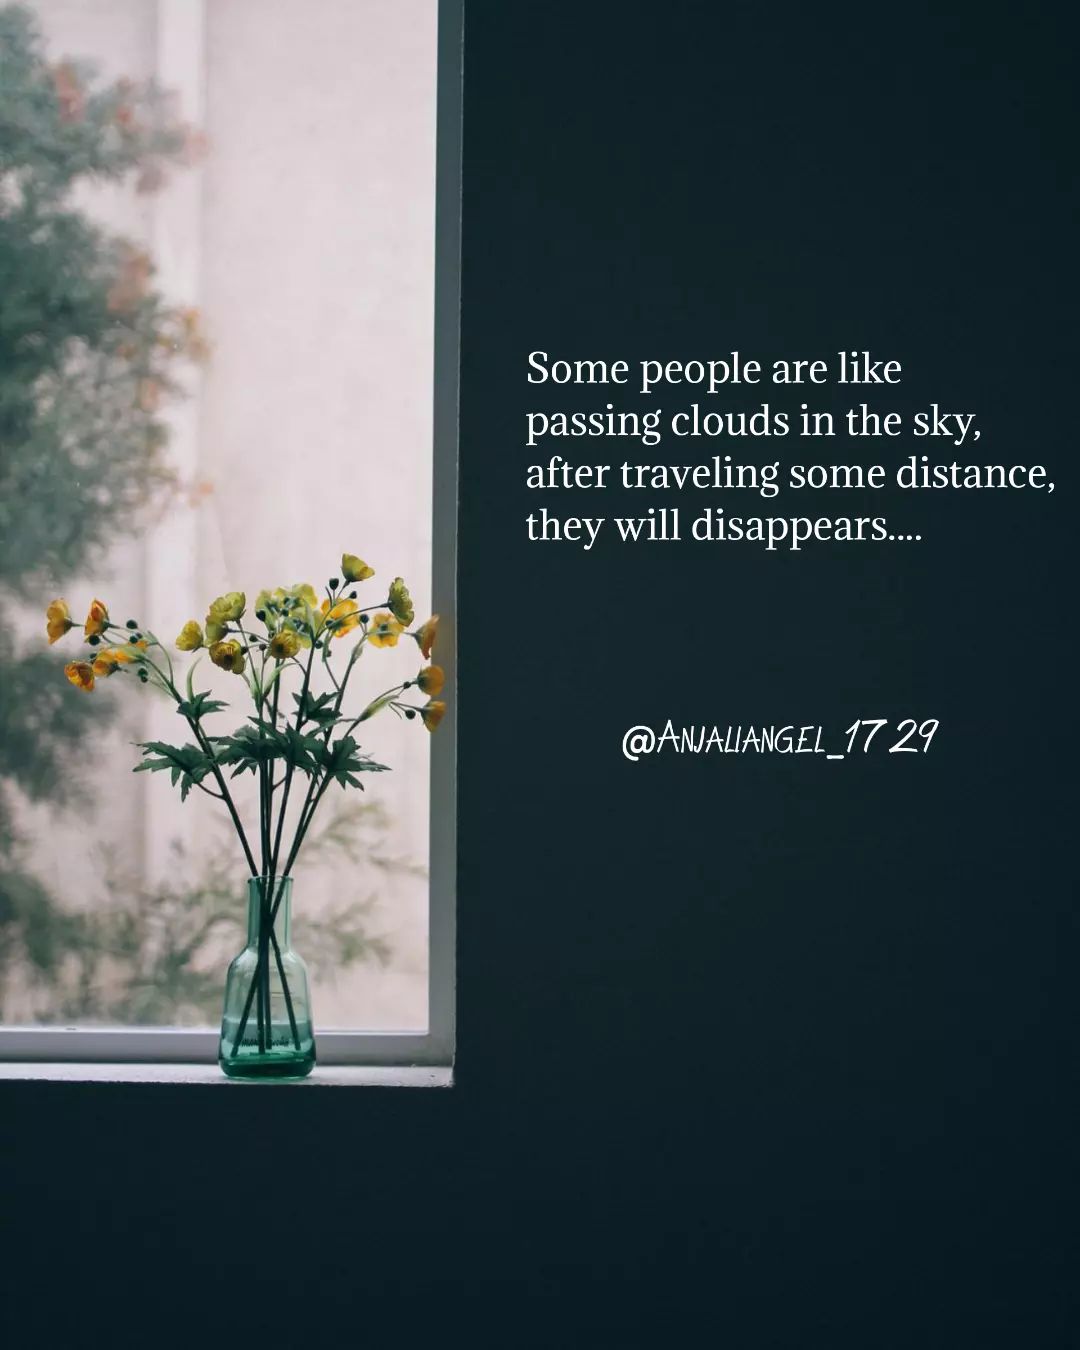 Some people are like
passing clouds in the sky,
after traveling some distance,
they will disappears....
@Anjaliangel_1729